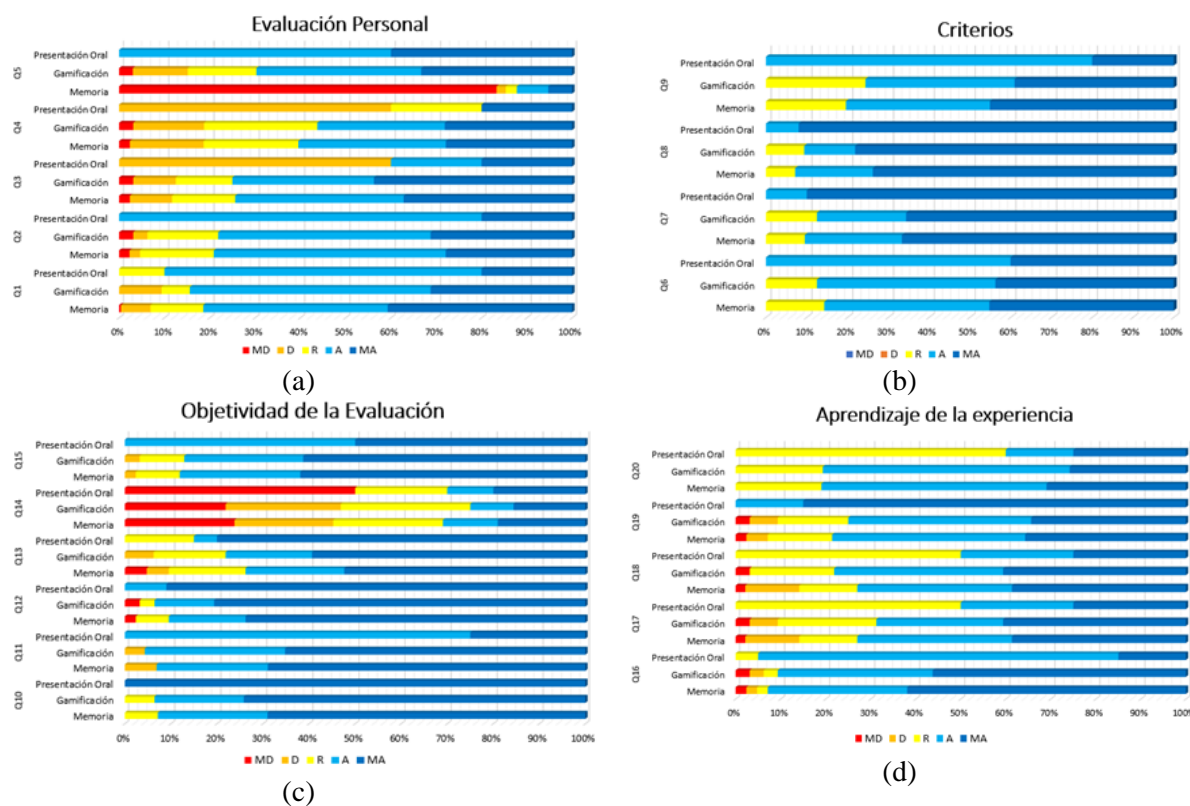 Evaluación Personal
Q5
Presentación Oral
Gamificación
Memoria
Q4
Presentación Oral
Gamificación
Memoria
Q3
Presentación Oral
Gamificación
Memoria
Q2
Presentación Oral
Gamificación
Memoria
Q1
Presentación Oral
Gamificación
Memoria
0% 10% 20% 30% 40% 50% 60% 70% 80% 90% 100%
MD D R A MA
(a)
Criterios
Q9
Presentación Oral
Gamificación
Memoria
Q8
Presentación Oral
Gamificación
Memoria
Q7
Presentación Oral
Gamificación
Memoria
Q6
Presentación Oral
Gamificación
Memoria
0% 10% 20% 30% 40% 50% 60% 70% 80% 90% 100%
MD D R A MA
(b)
Objetividad de la Evaluación
Q15
Presentación Oral
Gamificación
Memoria
Q14
Presentación Oral
Gamificación
Memoria
Q13
Presentación Oral
Gamificación
Memoria
Q12
Presentación Oral
Gamificación
Memoria
Q11
Presentación Oral
Gamificación
Memoria
Q10
Presentación Oral
Gamificación
Memoria
0% 10% 20% 30% 40% 50% 60% 70% 80% 90% 100%
MD D R A MA
(c)
Aprendizaje de la experiencia
Q20
Presentación Oral
Gamificación
Memoria
Q19
Presentación Oral
Gamificación
Memoria
Q18
Presentación Oral
Gamificación
Memoria
Q17
Presentación Oral
Gamificación
Memoria
Q16
Presentación Oral
Gamificación
Memoria
0% 10% 20% 30% 40% 50% 60% 70% 80% 90% 100%
MD D R A MA
(d)